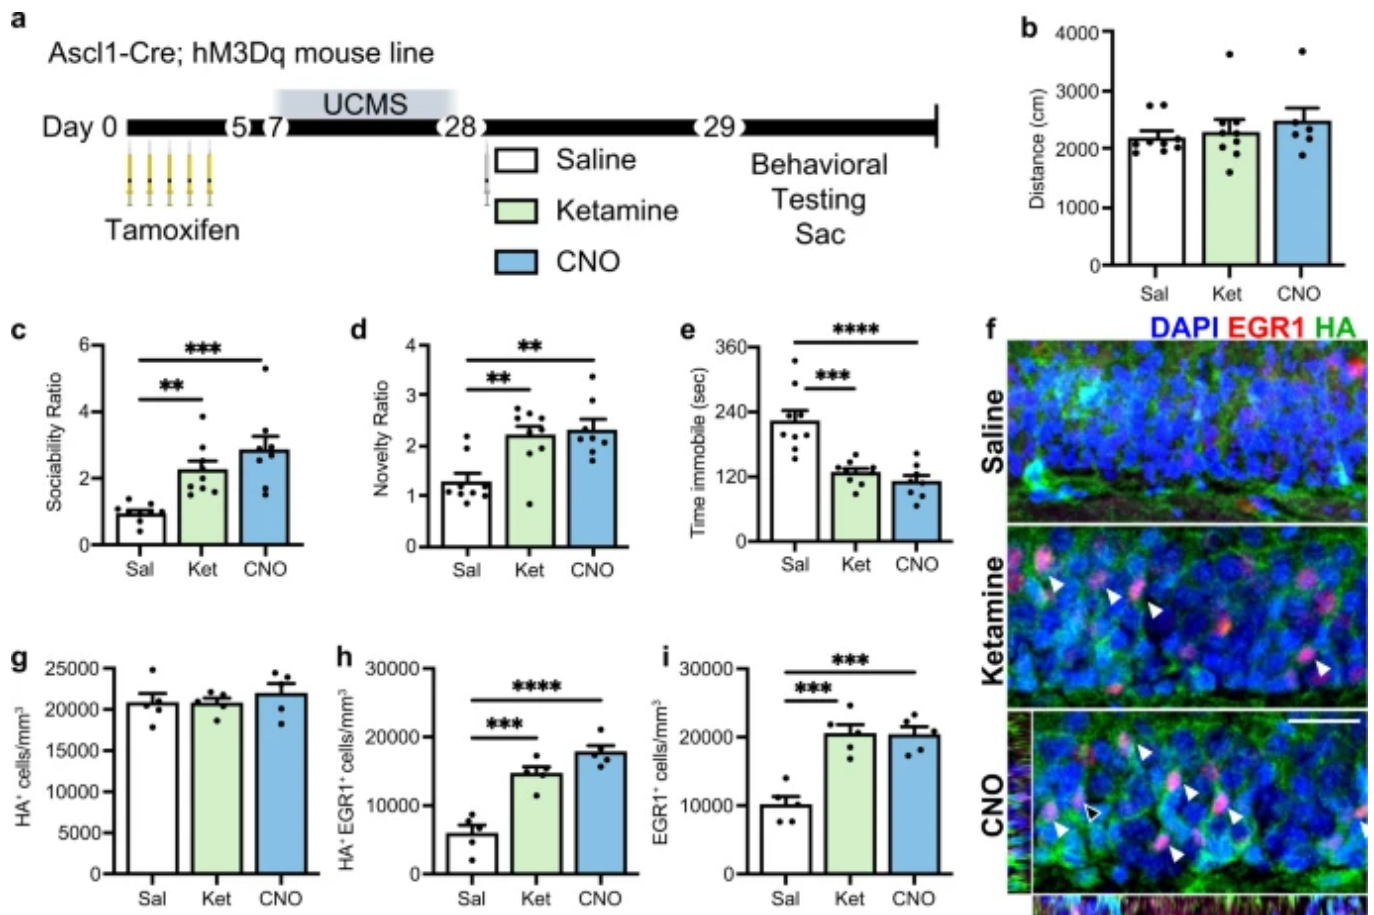 a
Ascl1-Cre; hM3Dq mouse line
UCMS
Day 0 5 7 28 29
Tamoxifen
Saline
Ketamine
CNO
Behavioral
Testing
Sac
b
Distance (cm)
4000
3000
2000
1000
0
Sal Ket CNO
c
Sociability Ratio
6
4
2
0
***
**
Sal Ket CNO
d
Novelty Ratio
4
3
2
1
0
**
**
Sal Ket CNO
e
Time immobile (sec)
360
240
120
0
****
***
Sal Ket CNO
f
DAPI EGR1 HA
Saline
Ketamine
CNO
g
HA⁺ cells/mm³
25000
20000
15000
10000
5000
0
Sal Ket CNO
h
HA⁺ EGR1⁺ cells/mm³
30000
20000
10000
0
****
***
Sal Ket CNO
i
EGR1⁺ cells/mm³
30000
20000
10000
0
***
***
Sal Ket CNO